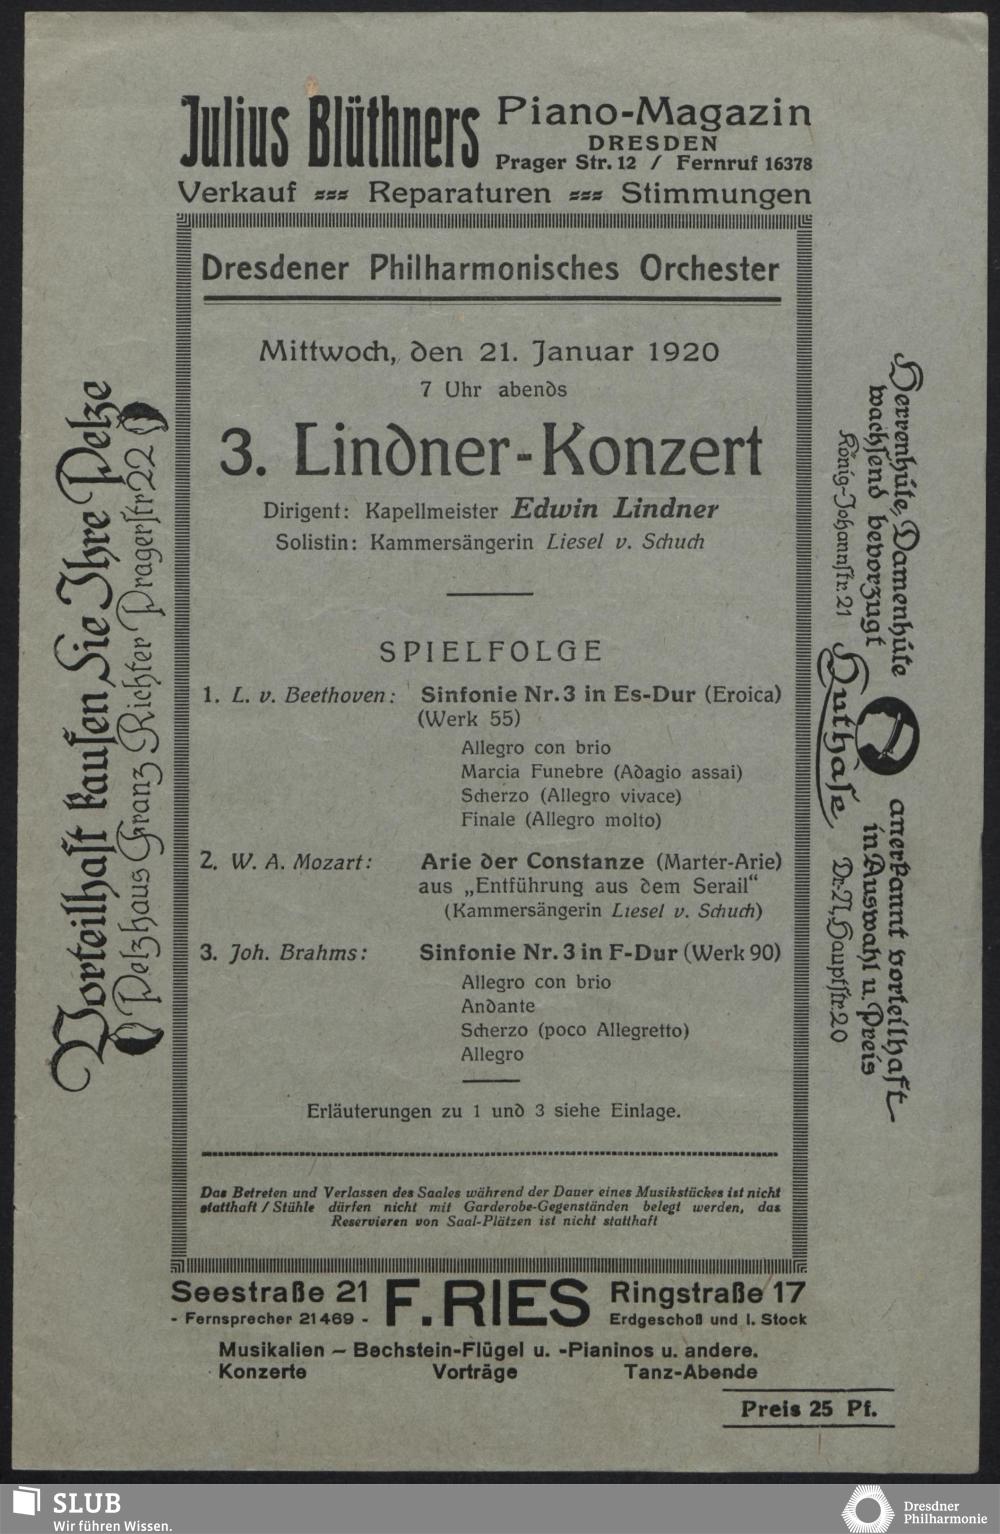 Julius Blüthners Piano-Magazin
DRESDEN
Prager Str. 12 / Fernruf 16378
Verkauf Reparaturen Stimmungen
Dresdener Philharmonisches Orchester
Mittwoch, den 21. Januar 1920
7 Uhr abends
3. Lindner-Konzert
Dirigent: Kapellmeister Edwin Lindner
Solistin: Kammersängerin Liesel v. Schuch
SPIELFOLGE
1. L. v. Beethoven: Sinfonie Nr. 3 in Es-Dur (Eroica)
(Werk 55)
Allegro con brio
Marcia Funebre (Adagio assai)
Scherzo (Allegro vivace)
Finale (Allegro molto)
2. W. A. Mozart: Arie der Constanze (Marter-Arie)
aus „Entführung aus dem Serail“
(Kammersängerin Liesel v. Schuch)
3. Joh. Brahms: Sinfonie Nr. 3 in F-Dur (Werk 90)
Allegro con brio
Andante
Scherzo (poco Allegretto)
Allegro
Erläuterungen zu 1 und 3 siehe Einlage.
Das Betreten und Verlassen des Saales während der Dauer eines Musikstückes ist nicht
statthaft / Stühle dürfen nicht mit Garderobe-Gegenständen belegt werden, das
Reservieren von Saal-Plätzen ist nicht statthaft
Vorteilhaft kaufen Sie Ihre Pelze
Pelzhaus Franz Richter Pragerstr 22
Herrenhüte, Damenhüte anerkannt vorteilhaft
wachsend bevorzugt in Auswahl u. Preis
König-Johannstr. 21 Huthase Dr.-N., Hauptstr. 20
Seestraße 21 F. RIES Ringstraße 17
- Fernsprecher 21469 - Erdgeschoß und I. Stock
Musikalien – Bechstein-Flügel u. -Pianinos u. andere.
Konzerte Vorträge Tanz-Abende
Preis 25 Pf.
SLUB
Wir führen Wissen.
Dresdner
Philharmonie